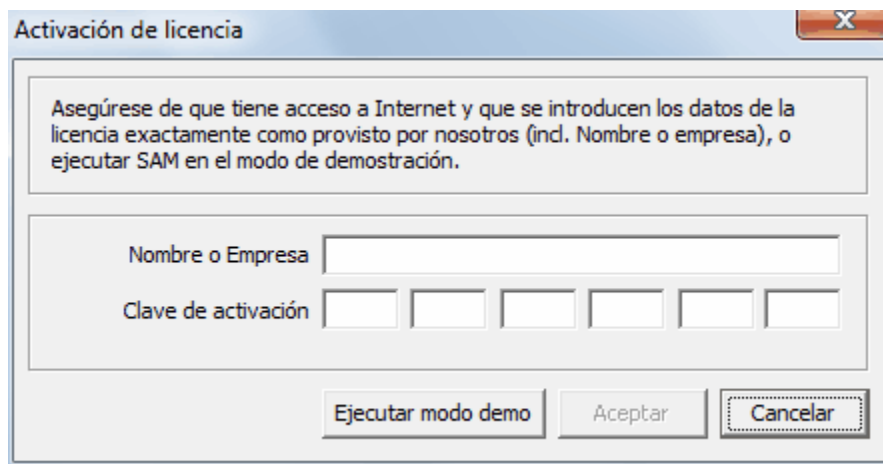 Activación de licencia
Asegúrese de que tiene acceso a Internet y que se introducen los datos de la
licencia exactamente como provisto por nosotros (incl. Nombre o empresa), o
ejecutar SAM en el modo de demostración.
Nombre o Empresa
Clave de activación
Ejecutar modo demo
Aceptar
Cancelar